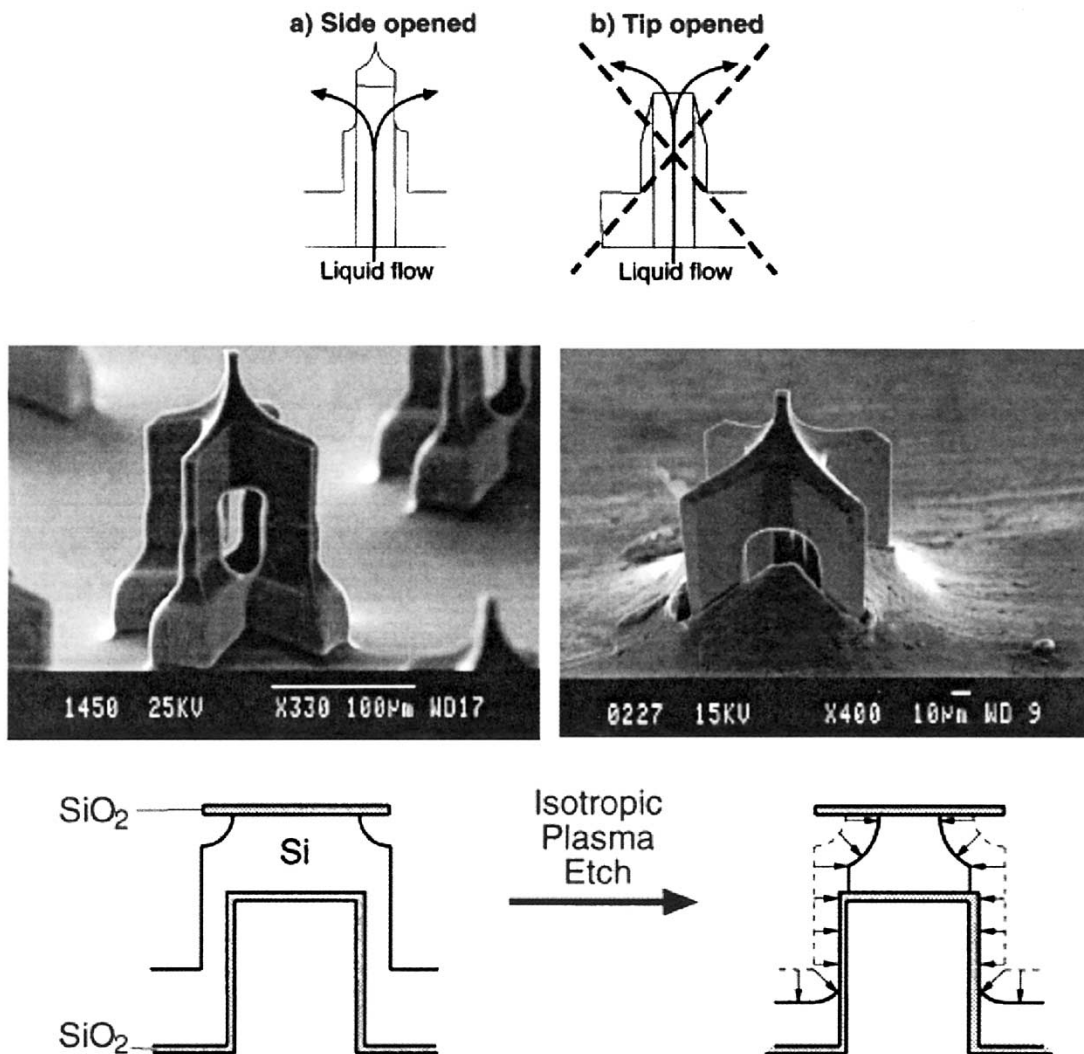 a) Side opened
b) Tip opened
Liquid flow
Liquid flow
1450 25KV X330 100µm WD17
0227 15KV X400 10µm WD 9
SiO₂
Si
Isotropic
Plasma
Etch
SiO₂